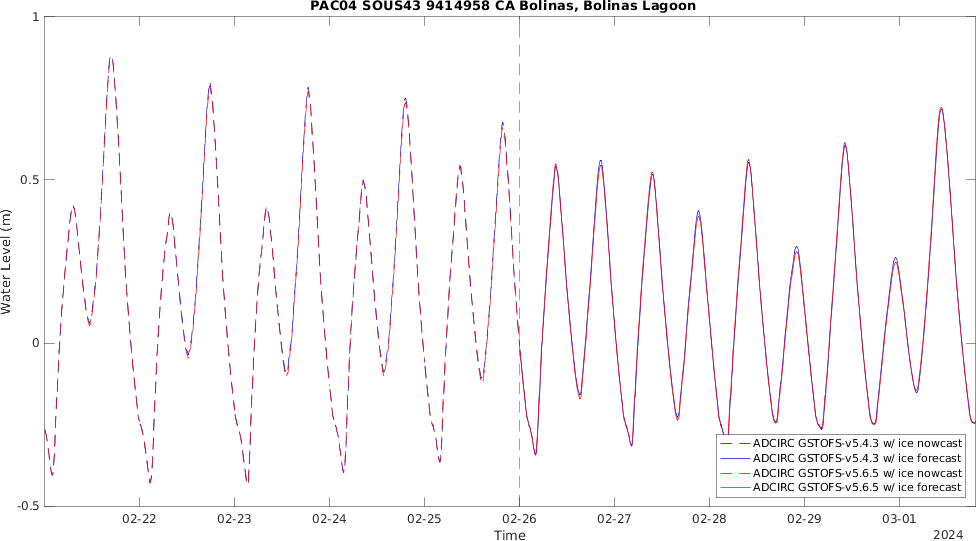 PAC04 SOUS43 9414958 CA Bolinas, Bolinas Lagoon
1
0.5
0
-0.5
Water Level (m)
02-22
02-23
02-24
02-25
02-26
02-27
02-28
02-29
03-01
Time
2024
ADCIRC GSTOFS-v5.4.3 w/ ice nowcast
ADCIRC GSTOFS-v5.4.3 w/ ice forecast
ADCIRC GSTOFS-v5.6.5 w/ ice nowcast
ADCIRC GSTOFS-v5.6.5 w/ ice forecast